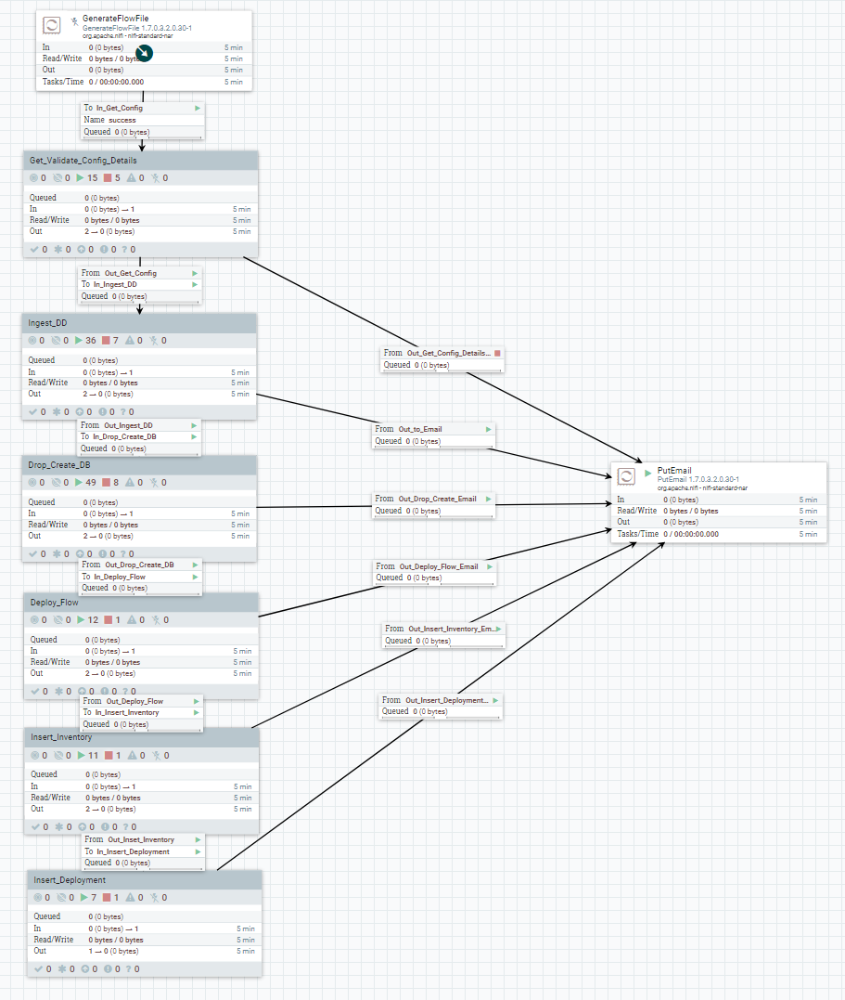 GenerateFlowFile
GenerateFlowFile 1.7.0.3.2.0.30-1
org.apache.nifi - nifi-standard-nar
In 0 (0 bytes) 5 min
Read/Write 0 bytes / 0 bytes 5 min
Out 0 (0 bytes) 5 min
Tasks/Time 0 / 00:00:00.000 5 min
To In_Get_Config
Name success
Queued 0 (0 bytes)
Get_Validate_Config_Details
0 0 15 5 0 0
Queued 0 (0 bytes)
In 0 (0 bytes) → 1 5 min
Read/Write 0 bytes / 0 bytes 5 min
Out 2 → 0 (0 bytes) 5 min
0 0 0 0 ? 0
From Out_Get_Config
To In_Ingest_DD
Queued 0 (0 bytes)
Ingest_DD
0 0 36 7 0 0
Queued 0 (0 bytes)
In 0 (0 bytes) → 1 5 min
Read/Write 0 bytes / 0 bytes 5 min
Out 2 → 0 (0 bytes) 5 min
0 0 0 0 ? 0
From Out_Ingest_DD
To In_Drop_Create_DB
Queued 0 (0 bytes)
Drop_Create_DB
0 0 49 8 0 0
Queued 0 (0 bytes)
In 0 (0 bytes) → 1 5 min
Read/Write 0 bytes / 0 bytes 5 min
Out 2 → 0 (0 bytes) 5 min
0 0 0 0 ? 0
From Out_Drop_Create_DB
To In_Deploy_Flow
Queued 0 (0 bytes)
Deploy_Flow
0 0 12 1 0 0
Queued 0 (0 bytes)
In 0 (0 bytes) → 1 5 min
Read/Write 0 bytes / 0 bytes 5 min
Out 2 → 0 (0 bytes) 5 min
0 0 0 0 ? 0
From Out_Deploy_Flow
To In_Insert_Inventory
Queued 0 (0 bytes)
Insert_Inventory
0 0 11 1 0 0
Queued 0 (0 bytes)
In 0 (0 bytes) → 1 5 min
Read/Write 0 bytes / 0 bytes 5 min
Out 2 → 0 (0 bytes) 5 min
0 0 0 0 ? 0
From Out_Inset_Inventory
To In_Insert_Deployment
Queued 0 (0 bytes)
Insert_Deployment
0 0 7 1 0 0
Queued 0 (0 bytes)
In 0 (0 bytes) → 1 5 min
Read/Write 0 bytes / 0 bytes 5 min
Out 1 → 0 (0 bytes) 5 min
0 0 0 0 ? 0
From Out_Get_Config_Details...
Queued 0 (0 bytes)
From Out_to_Email
Queued 0 (0 bytes)
From Out_Drop_Create_Email
Queued 0 (0 bytes)
From Out_Deploy_Flow_Email
Queued 0 (0 bytes)
From Out_Insert_Inventory_Em...
Queued 0 (0 bytes)
From Out_Insert_Deployment...
Queued 0 (0 bytes)
PutEmail
PutEmail 1.7.0.3.2.0.30-1
org.apache.nifi - nifi-standard-nar
In 0 (0 bytes) 5 min
Read/Write 0 bytes / 0 bytes 5 min
Out 0 (0 bytes) 5 min
Tasks/Time 0 / 00:00:00.000 5 min